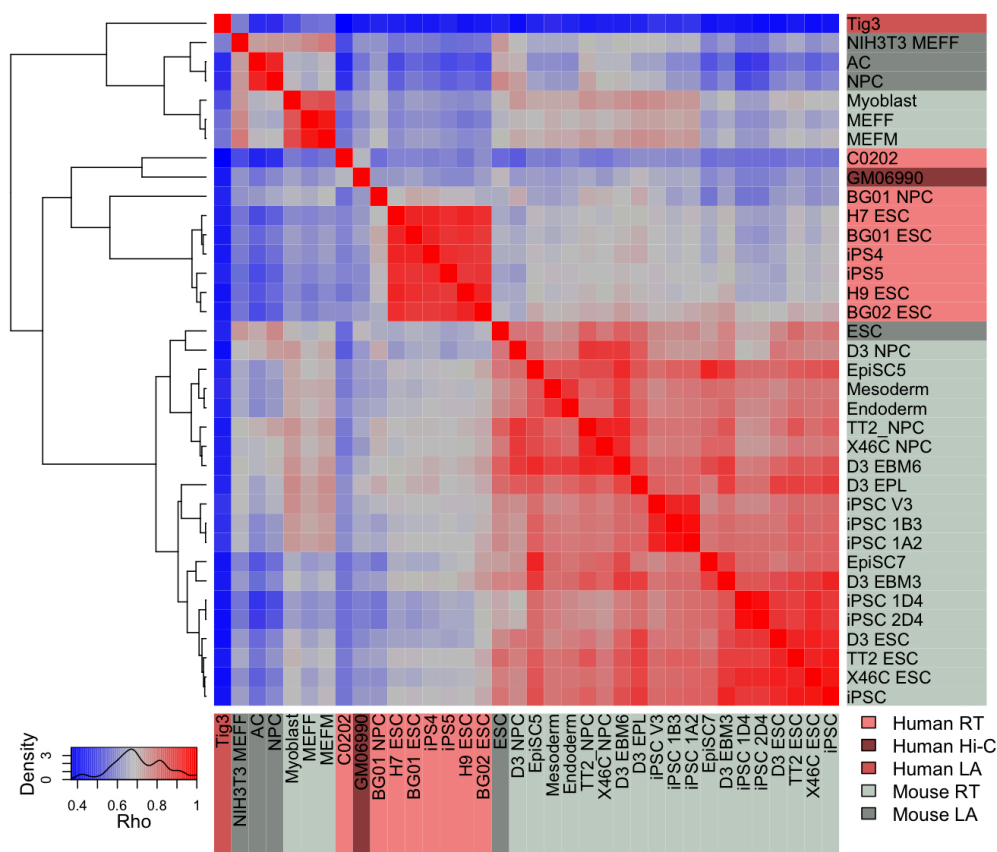 Tig3
NIH3T3 MEFF
AC
NPC
Myoblast
MEFF
MEFM
C0202
GM06990
BG01 NPC
H7 ESC
BG01 ESC
iPS4
iPS5
H9 ESC
BG02 ESC
ESC
D3 NPC
EpiSC5
Mesoderm
Endoderm
TT2_NPC
X46C NPC
D3 EBM6
D3 EPL
iPSC V3
iPSC 1B3
iPSC 1A2
EpiSC7
D3 EBM3
iPSC 1D4
iPSC 2D4
D3 ESC
TT2 ESC
X46C ESC
iPSC
Tig3
NIH3T3 MEFF
AC
NPC
Myoblast
MEFF
MEFM
C0202
GM06990
BG01 NPC
H7 ESC
BG01 ESC
iPS4
iPS5
H9 ESC
BG02 ESC
ESC
D3 NPC
EpiSC5
Mesoderm
Endoderm
TT2_NPC
X46C_NPC
D3 EBM6
D3 EPL
iPSC V3
iPSC 1B3
iPSC 1A2
EpiSC7
D3 EBM3
iPSC 1D4
iPSC 2D4
D3 ESC
TT2 ESC
X46C ESC
iPSC
Human RT
Human Hi-C
Human LA
Mouse RT
Mouse LA
Density
0 3
0.4 0.6 0.8 1
Rho